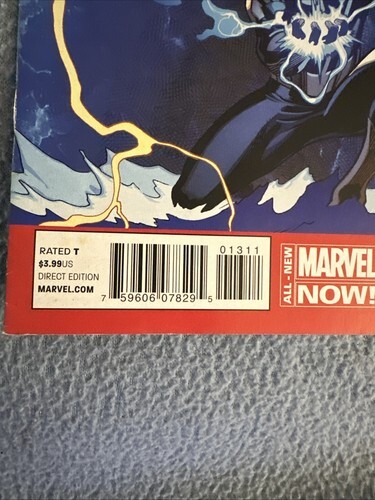 RATED T
$3.99US
DIRECT EDITION
MARVEL.COM
7 59606 07829 5
01311
ALL-NEW
MARVEL
NOW!